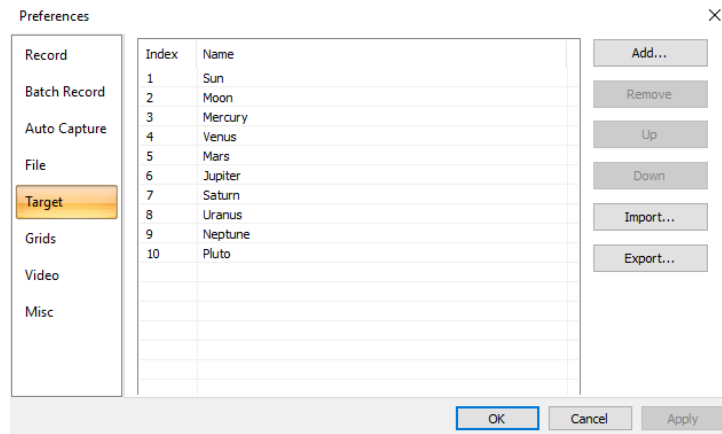 Preferences
Record
Batch Record
Auto Capture
File
Target
Grids
Video
Misc
Index Name
1 Sun
2 Moon
3 Mercury
4 Venus
5 Mars
6 Jupiter
7 Saturn
8 Uranus
9 Neptune
10 Pluto
Add...
Remove
Up
Down
Import...
Export...
OK Cancel Apply